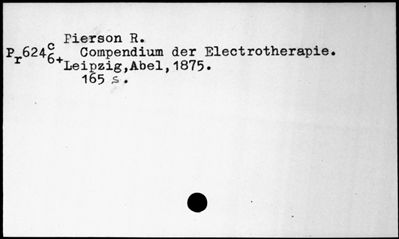 Pierson R.
Pr624c6+ Compendium der Electrotherapie.
Leipzig,Abel,1875.
165 s.